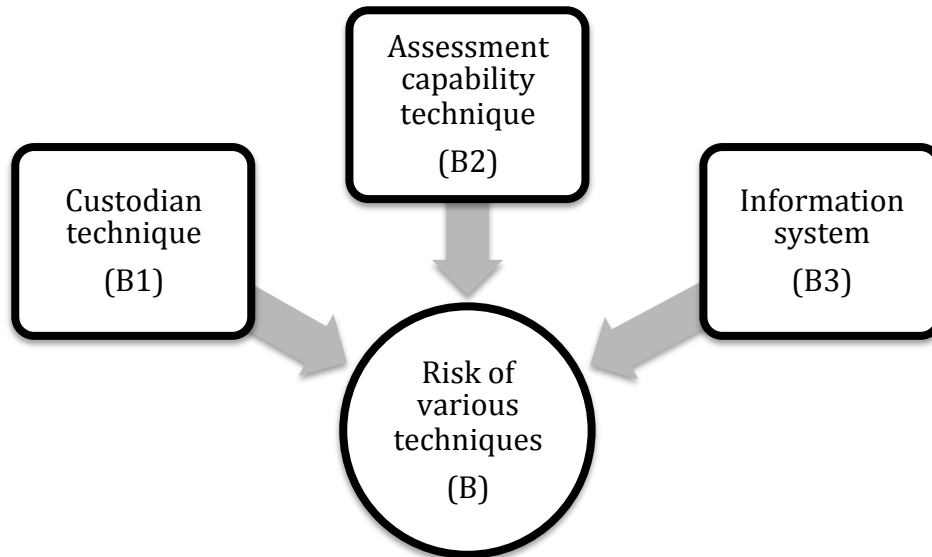 Assessment
capability
technique
(B2)
Custodian
technique
(B1)
Information
system
(B3)
Risk of
various
techniques
(B)